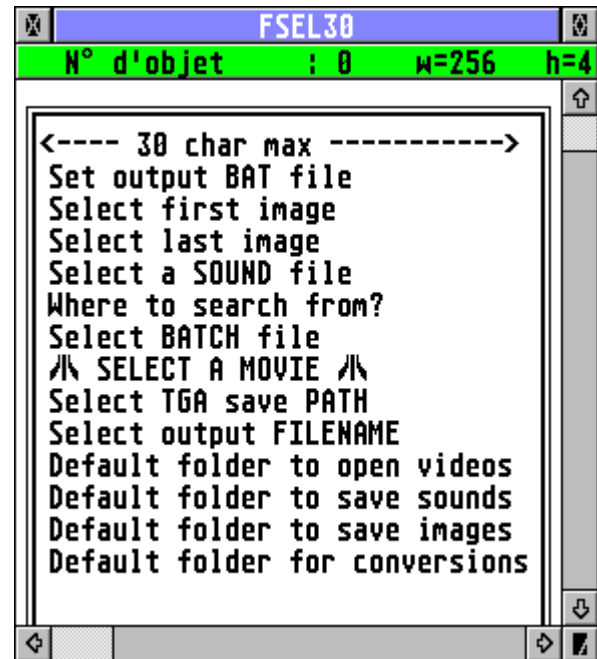 FSEL30
N° d'objet : 0 w=256 h=4
<---- 30 char max ----------->
Set output BAT file
Select first image
Select last image
Select a SOUND file
Where to search from?
Select BATCH file
SELECT A MOVIE
Select TGA save PATH
Select output FILENAME
Default folder to open videos
Default folder to save sounds
Default folder to save images
Default folder for conversions